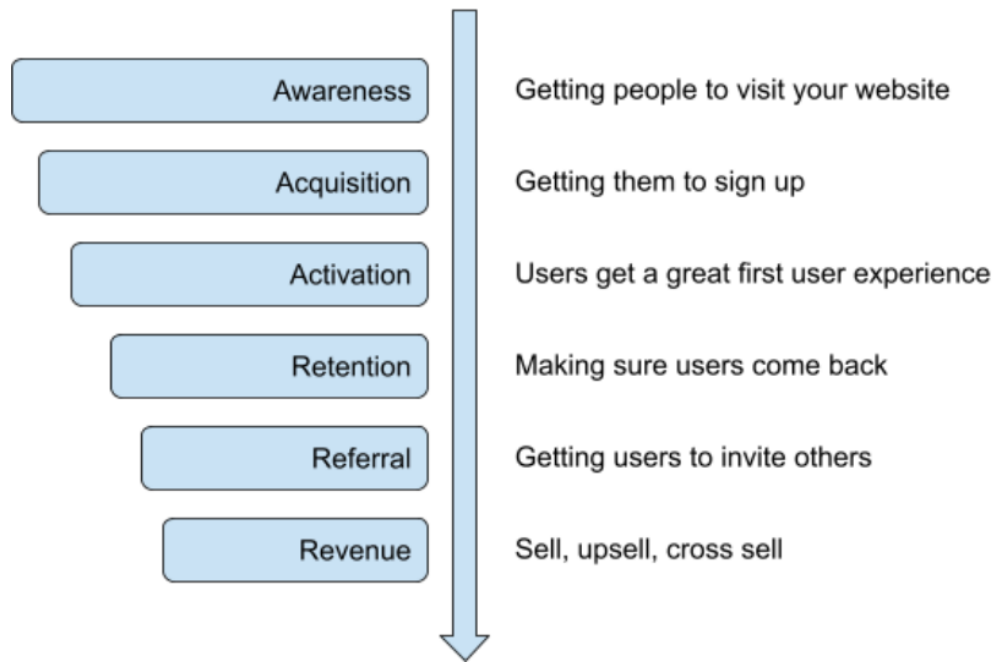 Awareness Getting people to visit your website
Acquisition Getting them to sign up
Activation Users get a great first user experience
Retention Making sure users come back
Referral Getting users to invite others
Revenue Sell, upsell, cross sell